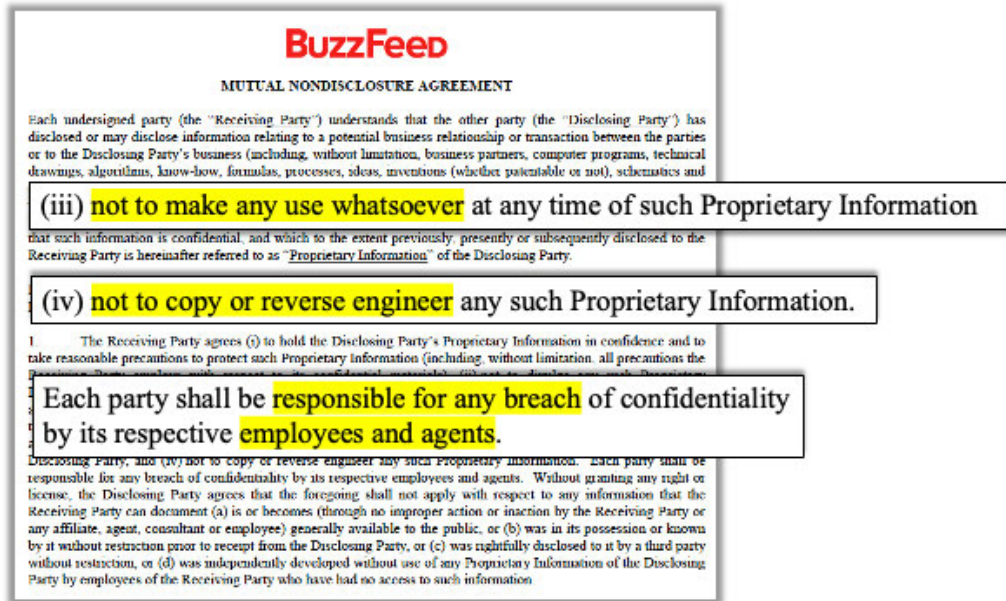 BuzzFeed
MUTUAL NONDISCLOSURE AGREEMENT
Each undersigned party (the “Receiving Party”) understands that the other party (the “Disclosing Party”) has
disclosed or may disclose information relating to a potential business relationship or transaction between the parties
or to the Disclosing Party’s business (including, without limitation, business partners, computer programs, technical
drawings, algorithms, know-how, formulas, processes, ideas, inventions (whether patentable or not), schematics and
(iii) not to make any use whatsoever at any time of such Proprietary Information
that such information is confidential, and which to the extent previously, presently or subsequently disclosed to the
Receiving Party is hereinafter referred to as “Proprietary Information” of the Disclosing Party.
(iv) not to copy or reverse engineer any such Proprietary Information.
1. The Receiving Party agrees (i) to hold the Disclosing Party’s Proprietary Information in confidence and to
take reasonable precautions to protect such Proprietary Information (including, without limitation, all precautions the
Each party shall be responsible for any breach of confidentiality
by its respective employees and agents.
Disclosing Party, and (iv) not to copy or reverse engineer any such Proprietary Information. Each party shall be
responsible for any breach of confidentiality by its respective employees and agents. Without granting any right or
license, the Disclosing Party agrees that the foregoing shall not apply with respect to any information that the
Receiving Party can document (a) is or becomes (through no improper action or inaction by the Receiving Party or
any affiliate, agent, consultant or employee) generally available to the public, or (b) was in its possession or known
by it without restriction prior to receipt from the Disclosing Party, or (c) was rightfully disclosed to it by a third party
without restriction, or (d) was independently developed without use of any Proprietary Information of the Disclosing
Party by employees of the Receiving Party who have had no access to such information